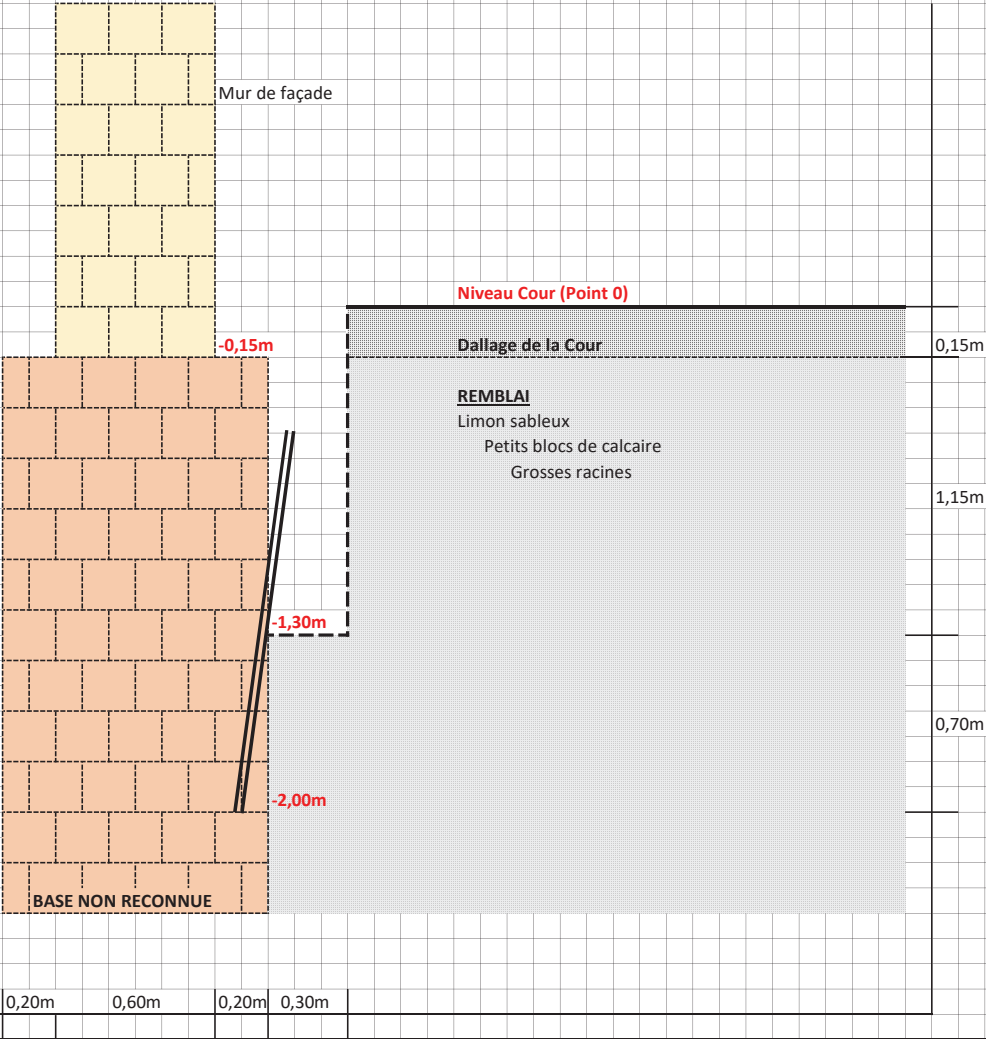 Mur de façade
Niveau Cour (Point 0)
-0,15m
Dallage de la Cour
0,15m
REMBLAI
Limon sableux
Petits blocs de calcaire
Grosses racines
1,15m
-1,30m
0,70m
-2,00m
BASE NON RECONNUE
0,20m
0,60m
0,20m
0,30m